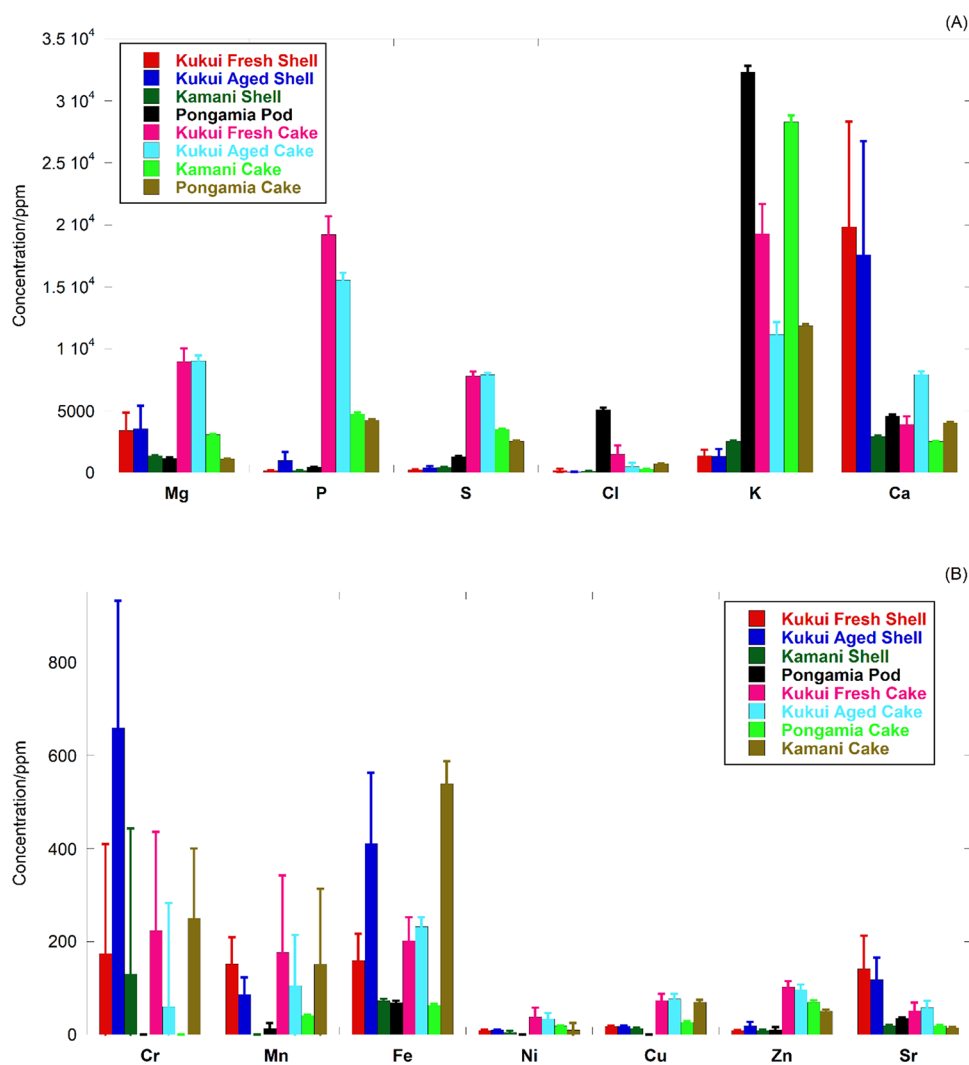 (A)
3.5 10⁴
3 10⁴
2.5 10⁴
2 10⁴
1.5 10⁴
1 10⁴
5000
0
Concentration/ppm
Kukui Fresh Shell
Kukui Aged Shell
Kamani Shell
Pongamia Pod
Kukui Fresh Cake
Kukui Aged Cake
Kamani Cake
Pongamia Cake
Mg P S Cl K Ca
(B)
800
600
400
200
0
Concentration/ppm
Kukui Fresh Shell
Kukui Aged Shell
Kamani Shell
Pongamia Pod
Kukui Fresh Cake
Kukui Aged Cake
Pongamia Cake
Kamani Cake
Cr Mn Fe Ni Cu Zn Sr